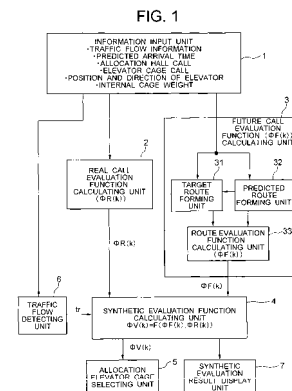 FIG. 1
INFORMATION INPUT UNIT
•TRAFFIC FLOW INFORMATION
•PREDICTED ARRIVAL TIME
•ALLOCATION HALL CALL
•ELEVATOR CAGE CALL
•POSITION AND DIRECTION OF ELEVATOR
•INTERNAL CAGE WEIGHT
1
2
REAL CALL
EVALUATION
FUNCTION
CALCULATING UNIT
(ΦR(k))
3
FUTURE CALL
EVALUATION
FUNCTION (ΦF(k))
CALCULATING UNIT
31
TARGET
ROUTE
FORMING
UNIT
32
PREDICTED
ROUTE
FORMING UNIT
33
ROUTE EVALUATION
FUNCTION
CALCULATING UNIT
(ΦF(k))
ΦR(k)
ΦF(k)
6
TRAFFIC
FLOW
DETECTING
UNIT
tr
4
SYNTHETIC EVALUATION FUNCTION
CALCULATING UNIT
ΦV(k)=F(ΦF(k),ΦR(k))
ΦV(k)
5
ALLOCATION
ELEVATOR CAGE
SELECTING UNIT
7
SYNTHETIC
EVALUATION
RESULT DISPLAY
UNIT